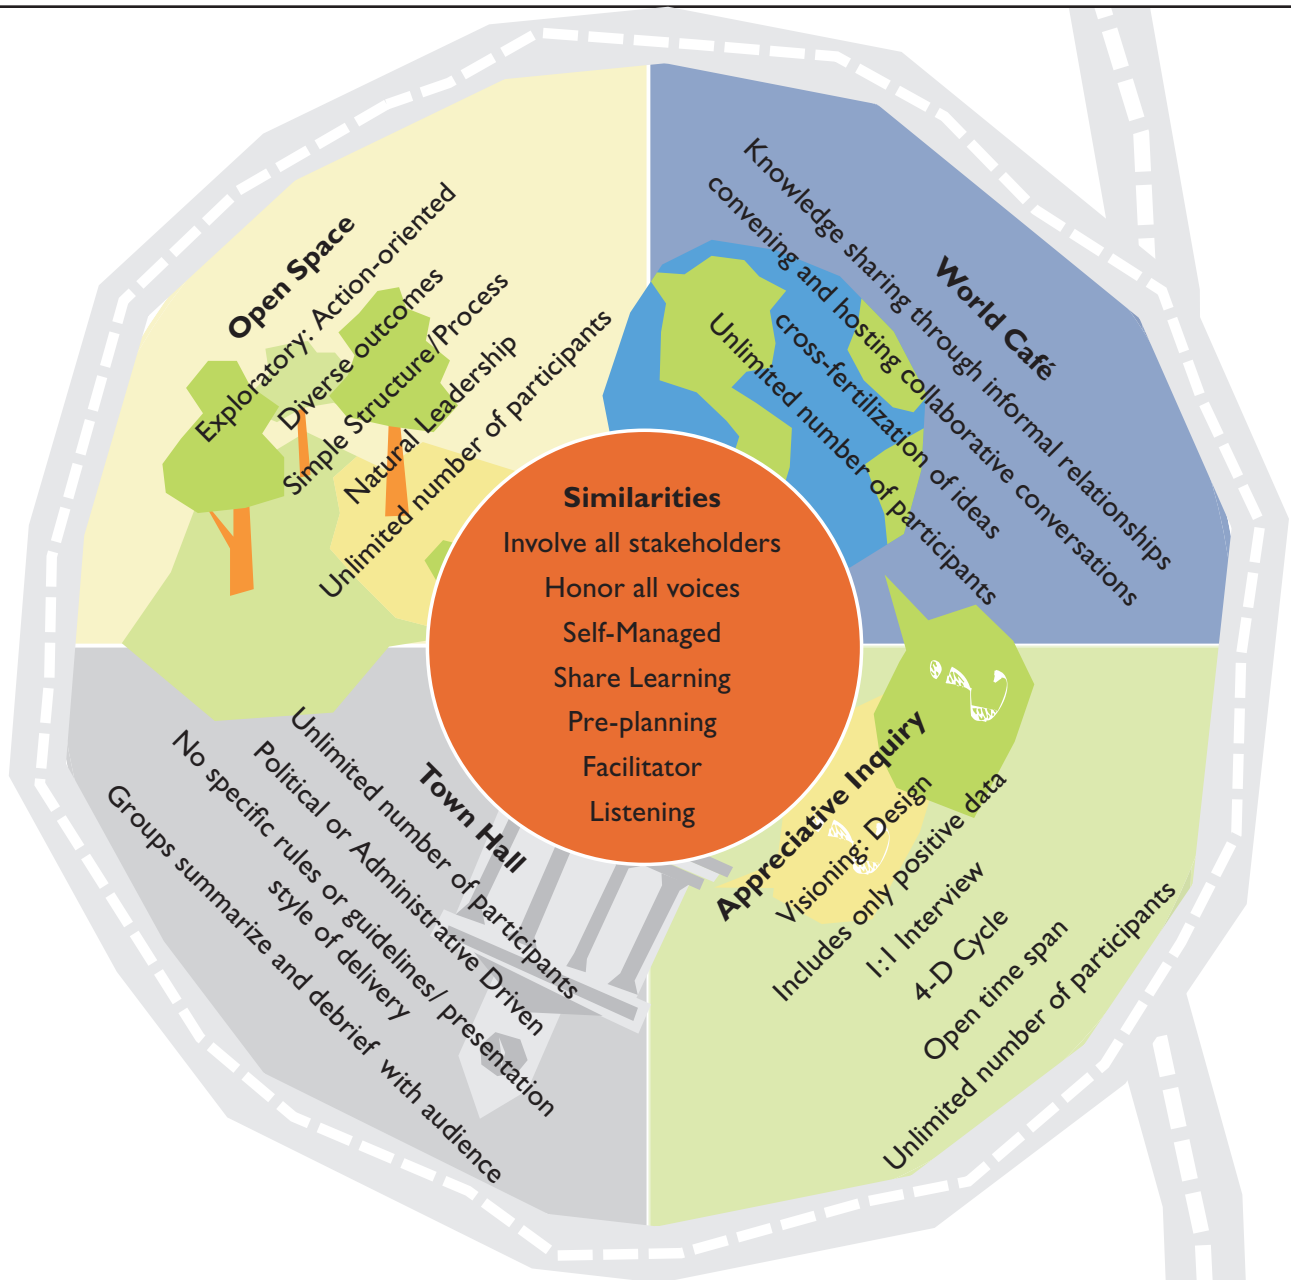 Open Space
Exploratory: Action-oriented
Diverse outcomes
Simple Structure/Process
Natural Leadership
Unlimited number of participants
World Café
Knowledge sharing through informal relationships
convening and hosting collaborative conversations
cross-fertilization of ideas
Unlimited number of participants
Similarities
Involve all stakeholders
Honor all voices
Self-Managed
Share Learning
Pre-planning
Facilitator
Listening
Town Hall
Unlimited number of participants
Political or Administrative Driven
No specific rules or guidelines/ presentation
style of delivery
Groups summarize and debrief with audience
Appreciative Inquiry
Visioning: Design
Includes only positive data
1:1 Interview
4-D Cycle
Open time span
Unlimited number of participants